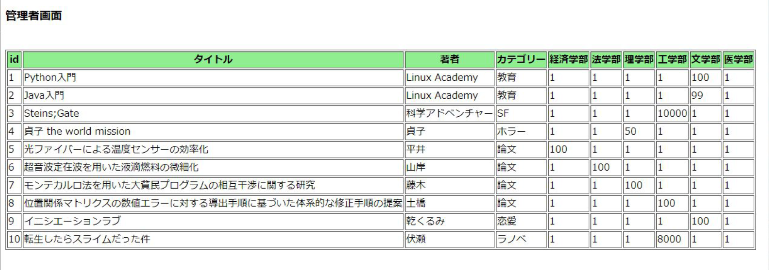 管理者画面
id タイトル 著者 カテゴリー 経済学部 法学部 理学部 工学部 文学部 医学部
1 Python入門 Linux Academy 教育 1 1 1 1 100 1
2 Java入門 Linux Academy 教育 1 1 1 1 99 1
3 Steins;Gate 科学アドベンチャー SF 1 1 1 10000 1 1
4 貞子 the world mission 貞子 ホラー 1 1 50 1 1 1
5 光ファイバーによる温度センサーの効率化 平井 論文 100 1 1 1 1 1
6 超音波定在波を用いた液滴燃料の微細化 山岸 論文 1 100 1 1 1 1
7 モンテカルロ法を用いた大貧民プログラムの相互干渉に関する研究 藤木 論文 1 1 100 1 1 1
8 位置関係マトリクスの数値エラーに対する導出手順に基づいた体系的な修正手順の提案 土橋 論文 1 1 1 100 1 1
9 イニシエーションラブ 乾くるみ 恋愛 1 1 1 1 100 1
10 転生したらスライムだった件 伏瀬 ラノベ 1 1 1 8000 1 1